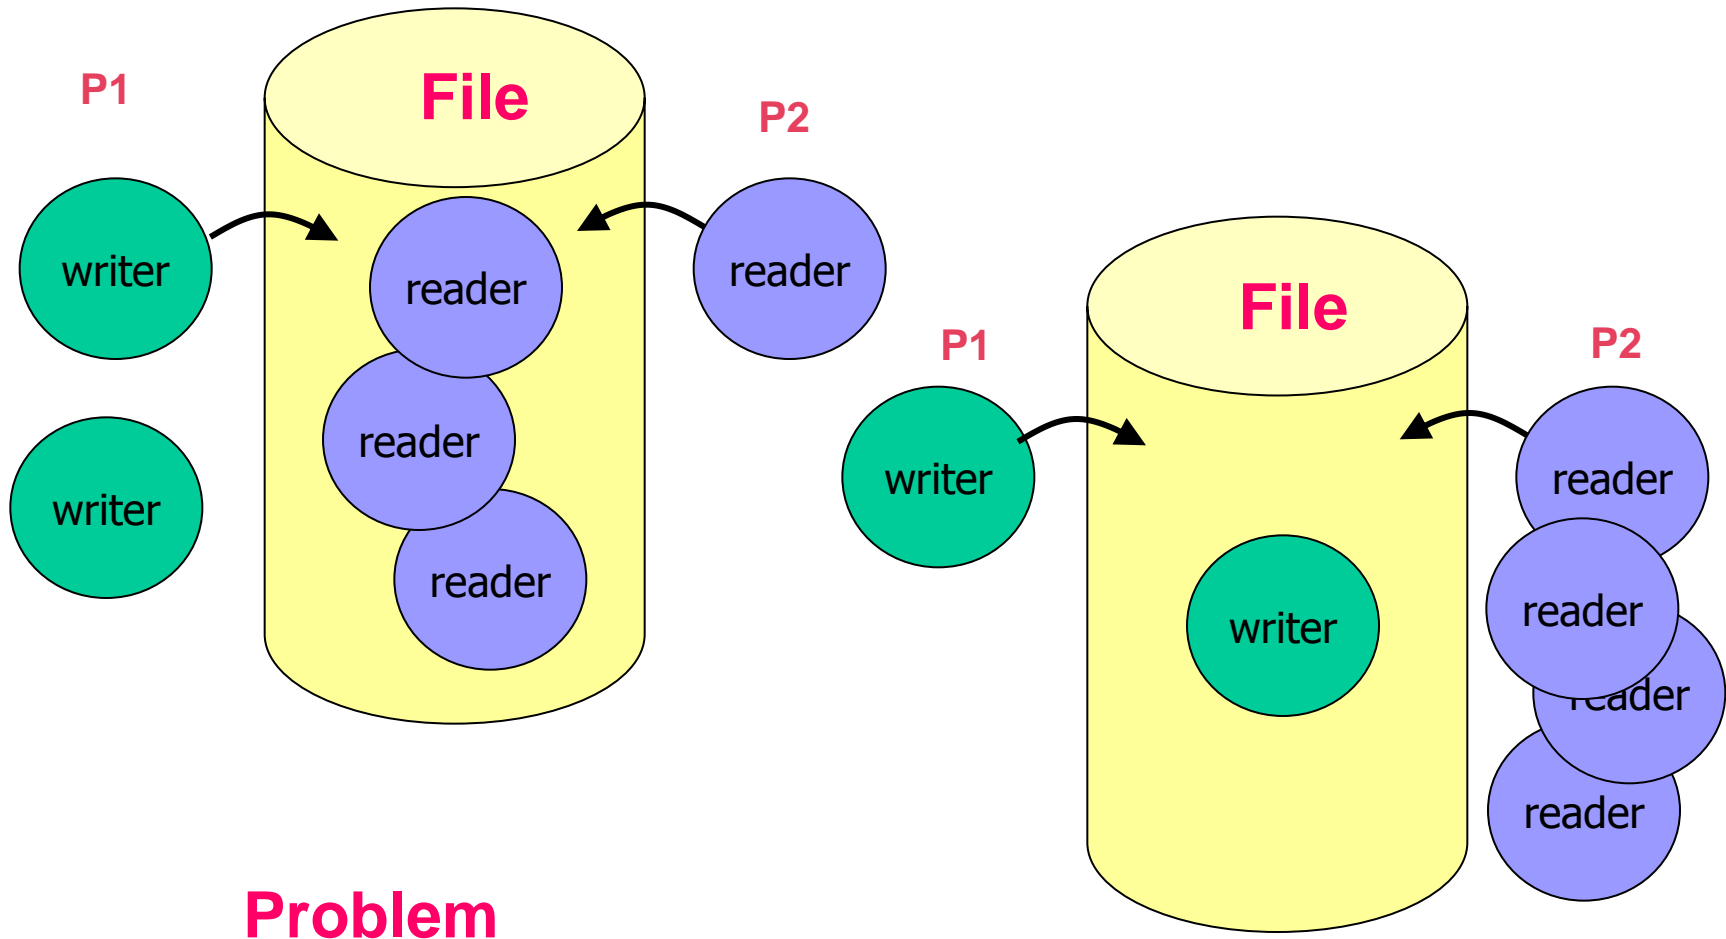 P1
File
P2
writer
reader
reader
writer
reader
reader
P1
File
P2
writer
reader
writer
reader
reader
reader
Problem